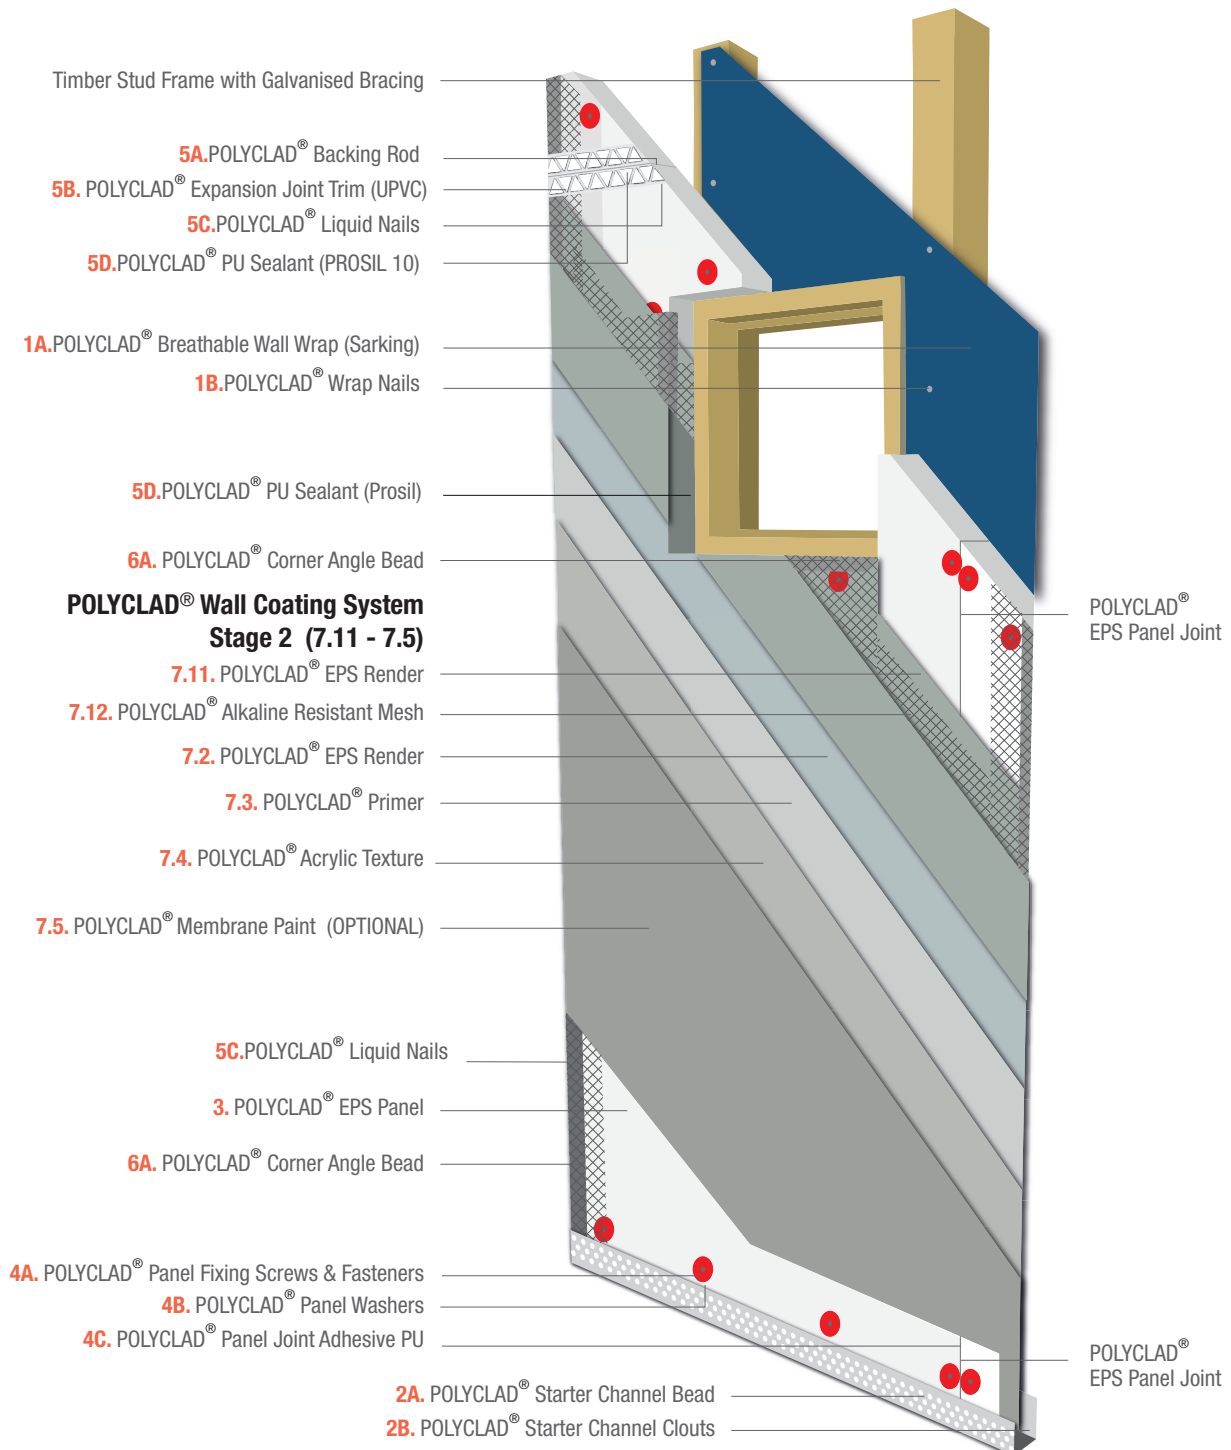 Timber Stud Frame with Galvanised Bracing
5A.POLYCLAD® Backing Rod
5B. POLYCLAD® Expansion Joint Trim (UPVC)
5C.POLYCLAD® Liquid Nails
5D.POLYCLAD® PU Sealant (PROSIL 10)
1A.POLYCLAD® Breathable Wall Wrap (Sarking)
1B.POLYCLAD® Wrap Nails
5D.POLYCLAD® PU Sealant (Prosil)
6A. POLYCLAD® Corner Angle Bead
POLYCLAD® Wall Coating System
Stage 2 (7.11 - 7.5)
POLYCLAD®
EPS Panel Joint
7.11. POLYCLAD® EPS Render
7.12. POLYCLAD® Alkaline Resistant Mesh
7.2. POLYCLAD® EPS Render
7.3. POLYCLAD® Primer
7.4. POLYCLAD® Acrylic Texture
7.5. POLYCLAD® Membrane Paint (OPTIONAL)
5C.POLYCLAD® Liquid Nails
3. POLYCLAD® EPS Panel
6A. POLYCLAD® Corner Angle Bead
4A. POLYCLAD® Panel Fixing Screws & Fasteners
4B. POLYCLAD® Panel Washers
4C. POLYCLAD® Panel Joint Adhesive PU
POLYCLAD®
EPS Panel Joint
2A. POLYCLAD® Starter Channel Bead
2B. POLYCLAD® Starter Channel Clouts